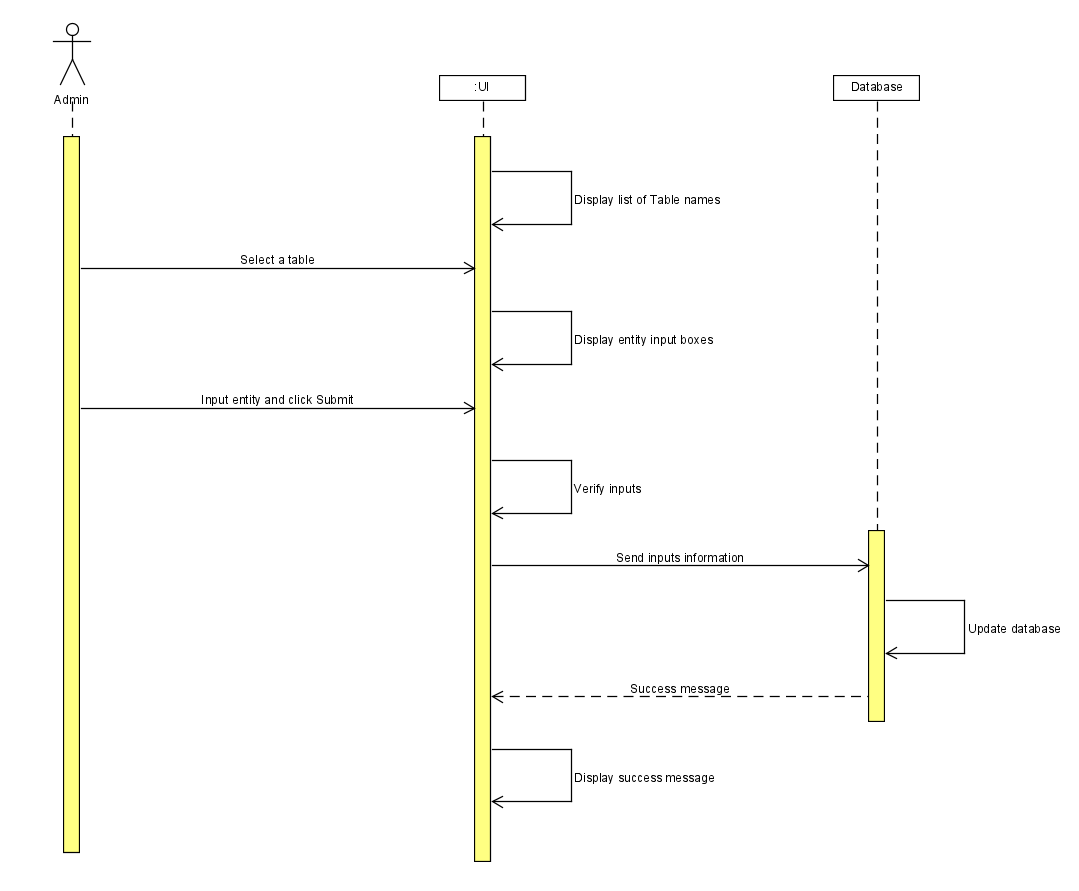 Admin
:UI
Database
Display list of Table names
Select a table
Display entity input boxes
Input entity and click Submit
Verify inputs
Send inputs information
Update database
Success message
Display success message